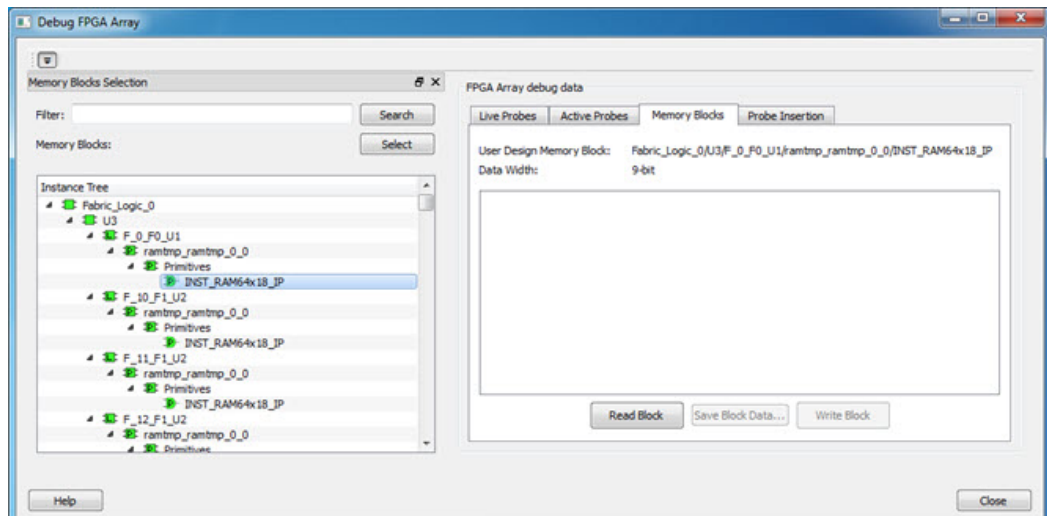 Debug FPGA Array
Memory Blocks Selection
Filter:
Search
Memory Blocks:
Select
Instance Tree
Fabric_Logic_0
U3
F_0_F0_U1
ramtmp_ramtmp_0_0
Primitives
INST_RAM64x18_IP
F_10_F1_U2
ramtmp_ramtmp_0_0
Primitives
INST_RAM64x18_IP
F_11_F1_U2
ramtmp_ramtmp_0_0
Primitives
INST_RAM64x18_IP
F_12_F1_U2
ramtmp_ramtmp_0_0
Primitives
FPGA Array debug data
Live Probes Active Probes Memory Blocks Probe Insertion
User Design Memory Block: Fabric_Logic_0/U3/F_0_F0_U1/ramtmp_ramtmp_0_0/INST_RAM64x18_IP
Data Width: 9-bit
Read Block Save Block Data... Write Block
Help
Close